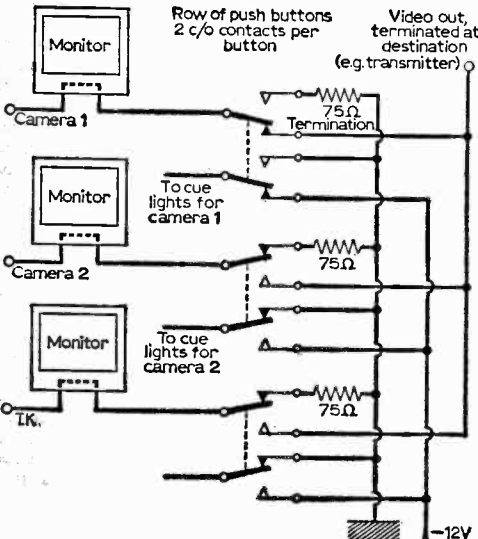 Row of push buttons
2 c/o contacts per
button
Video out,
terminated at
destination
(e.g. transmitter)
Monitor
Camera 1
75Ω
Termination
To cue
lights for
camera 1
Monitor
Camera 2
75Ω
To cue
lights for
camera 2
Monitor
T.K.
75Ω
-12V